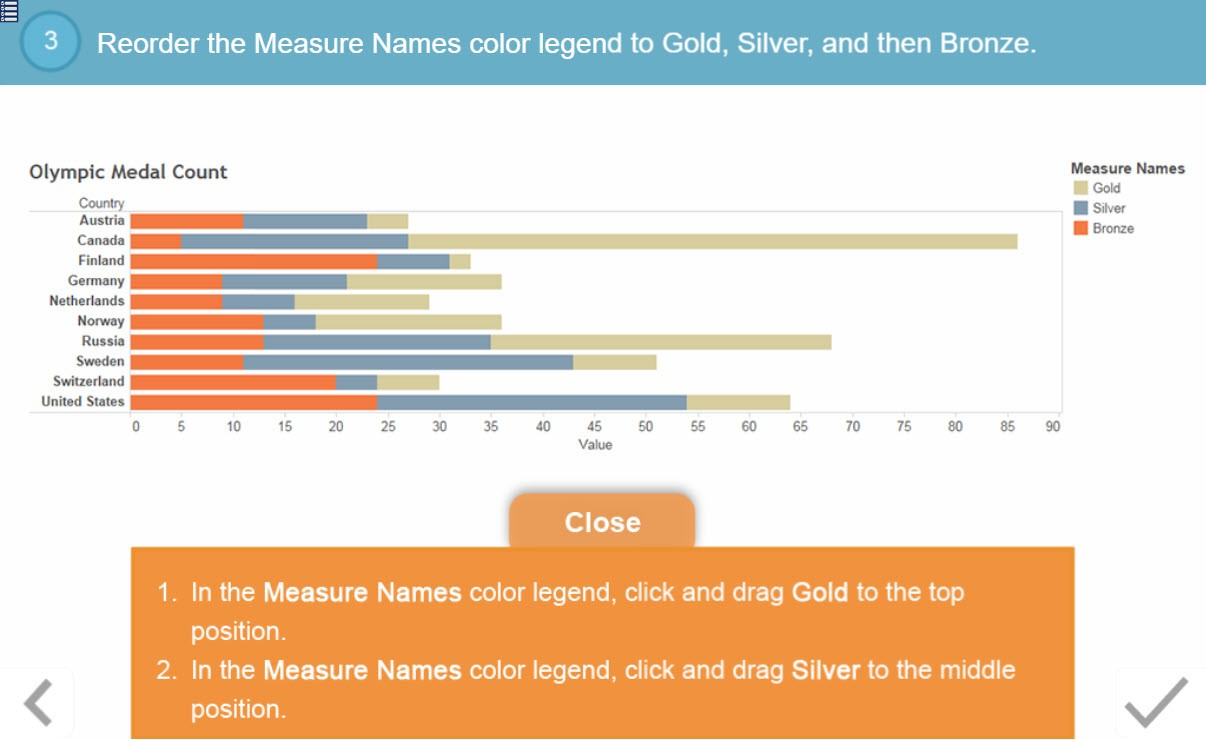 3 Reorder the Measure Names color legend to Gold, Silver, and then Bronze.
Olympic Medal Count
Country
Austria
Canada
Finland
Germany
Netherlands
Norway
Russia
Sweden
Switzerland
United States
0 5 10 15 20 25 30 35 40 45 50 55 60 65 70 75 80 85 90
Value
Measure Names
Gold
Silver
Bronze
Close
1. In the Measure Names color legend, click and drag Gold to the top
position.
2. In the Measure Names color legend, click and drag Silver to the middle
position.